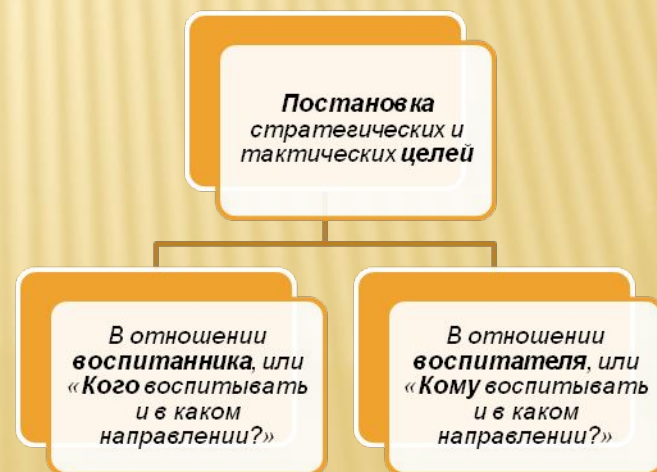 Постановка
стратегических и
тактических целей
В отношении
воспитанника, или
«Кого воспитывать
и в каком
направлении?»
В отношении
воспитателя, или
«Кому воспитывать
и в каком
направлении?»